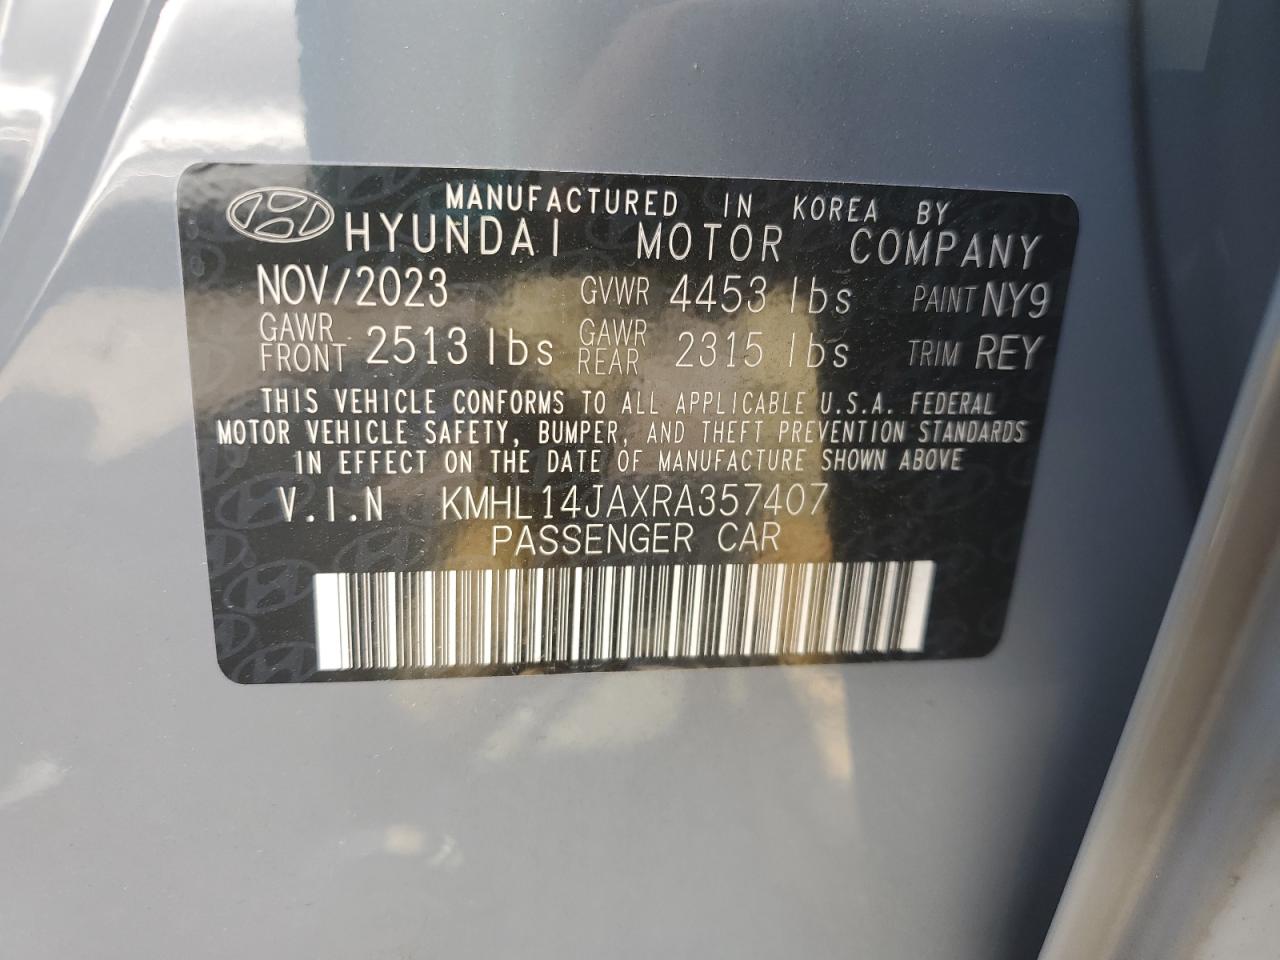 MANUFACTURED IN KOREA BY
HYUNDAI MOTOR COMPANY
NOV/2023 GVWR 4453 lbs PAINT NY9
GAWR FRONT 2513 lbs GAWR REAR 2315 lbs TRIM REY
THIS VEHICLE CONFORMS TO ALL APPLICABLE U.S.A. FEDERAL
MOTOR VEHICLE SAFETY, BUMPER, AND THEFT PREVENTION STANDARDS
IN EFFECT ON THE DATE OF MANUFACTURE SHOWN ABOVE
V.I.N KMHL14JAXRA357407
PASSENGER CAR